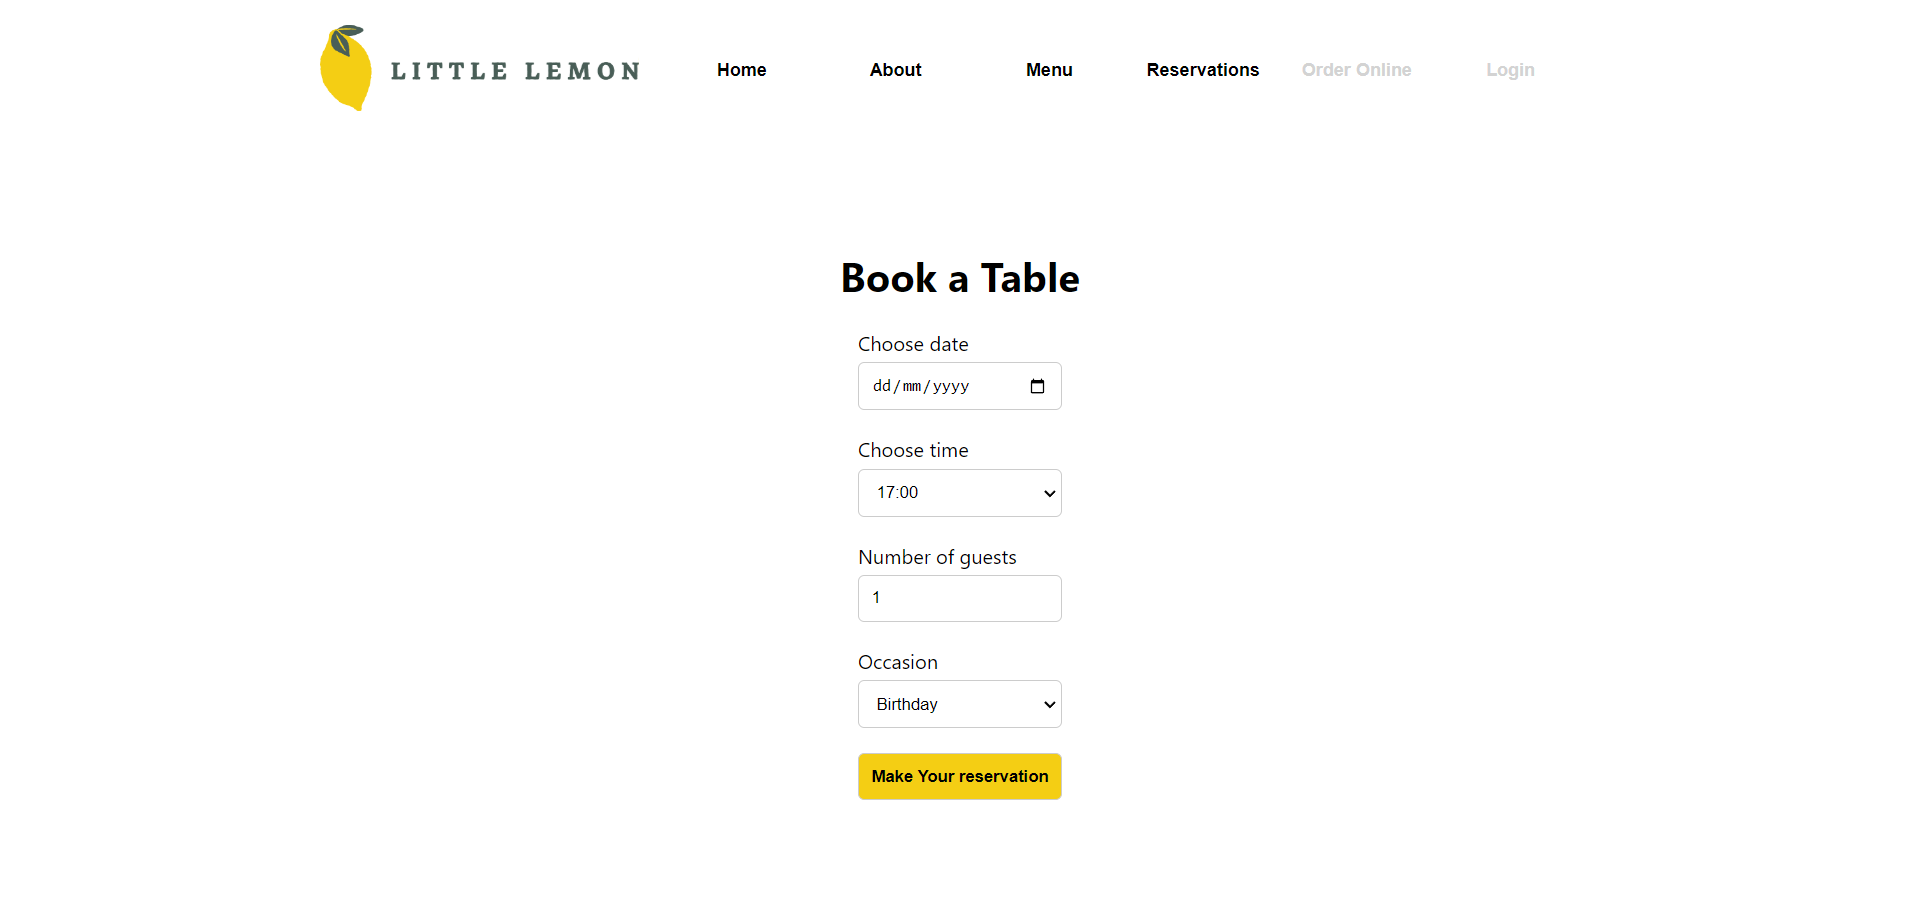 LITTLE LEMON Home About Menu Reservations Order Online Login
Book a Table
Choose date
dd/mm/yyyy
Choose time
17:00
Number of guests
1
Occasion
Birthday
Make Your reservation